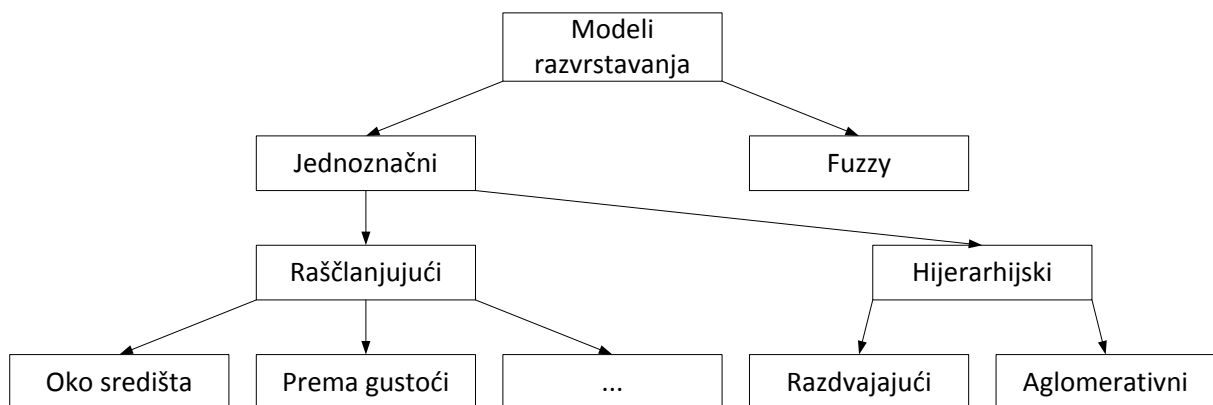 Modeli
razvrstavanja
Jednoznačni
Fuzzy
Raščlanjujući
Hijerarhijski
Oko središta
Prema gustoći
...
Razdvajajući
Aglomerativni